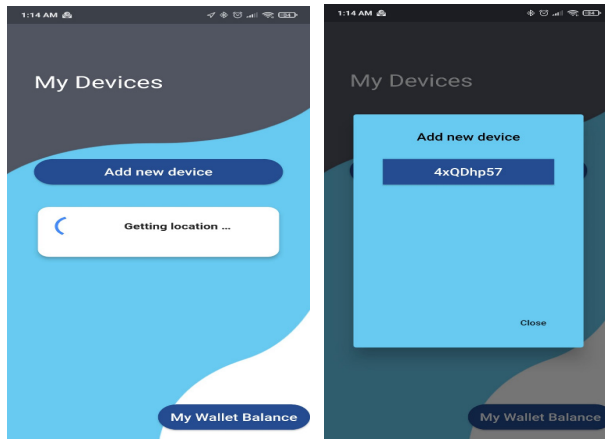 1:14 AM
My Devices
Add new device
Getting location ...
My Wallet Balance
1:14 AM
My Devices
Add new device
4xQDhp57
Close
My Wallet Balance